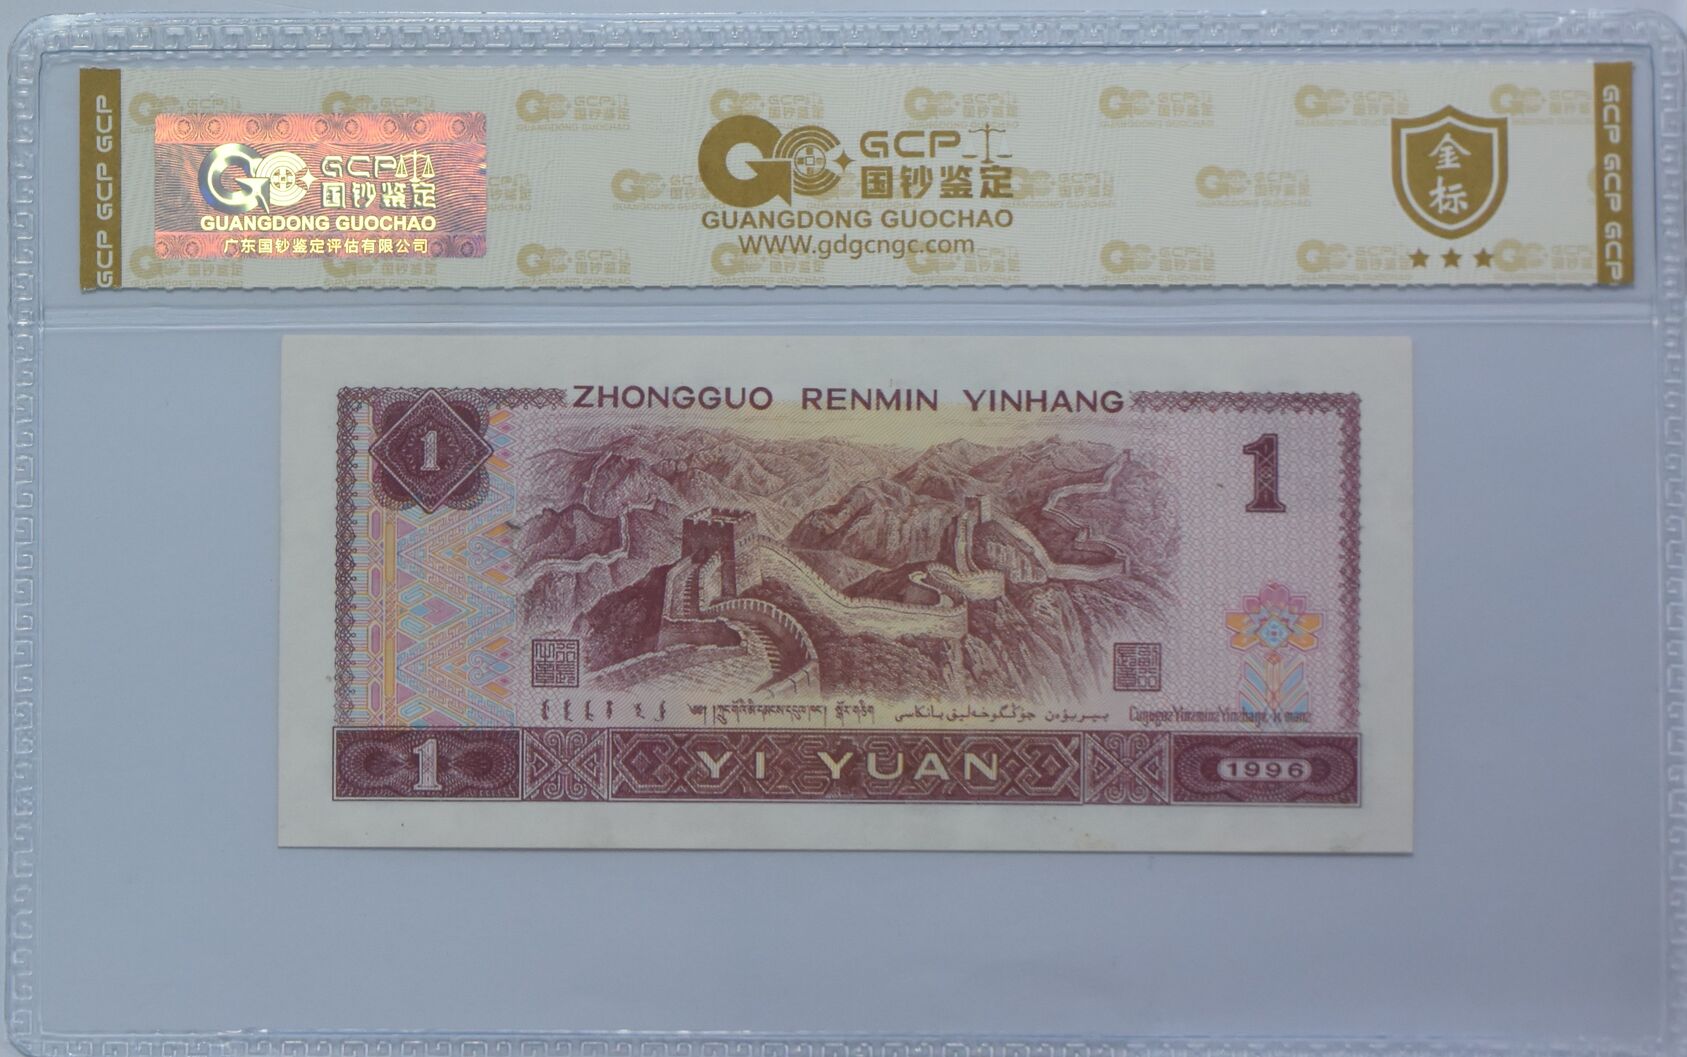 GCP GCP GCP
GCP
国钞鉴定
GUANGDONG GUOCHAO
广东国钞鉴定评估有限公司
GCP
国钞鉴定
GUANGDONG GUOCHAO
WWW.gdgcngc.com
金标
GCP GCP GCP
ZHONGGUO RENMIN YINHANG
1
1
1
YI YUAN
1996